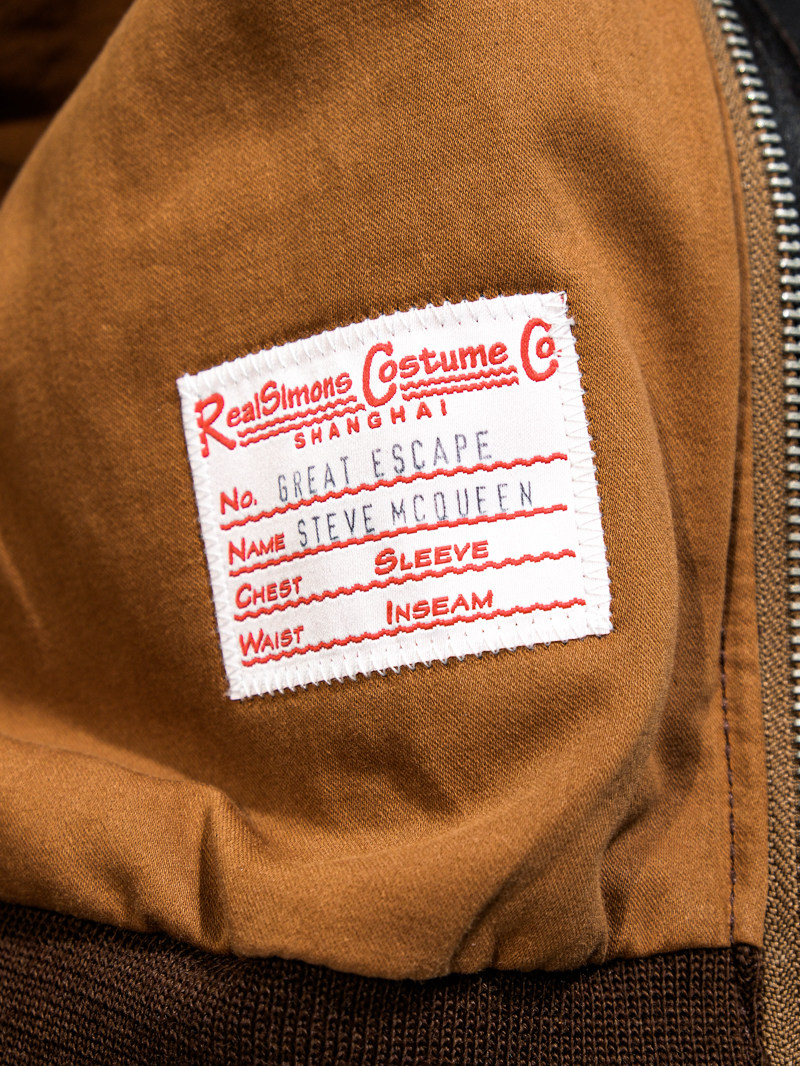 RealSimons Costume Co.
SHANGHAI
No. GREAT ESCAPE
NAME STEVE MCQUEEN
CHEST SLEEVE
WAIST INSEAM